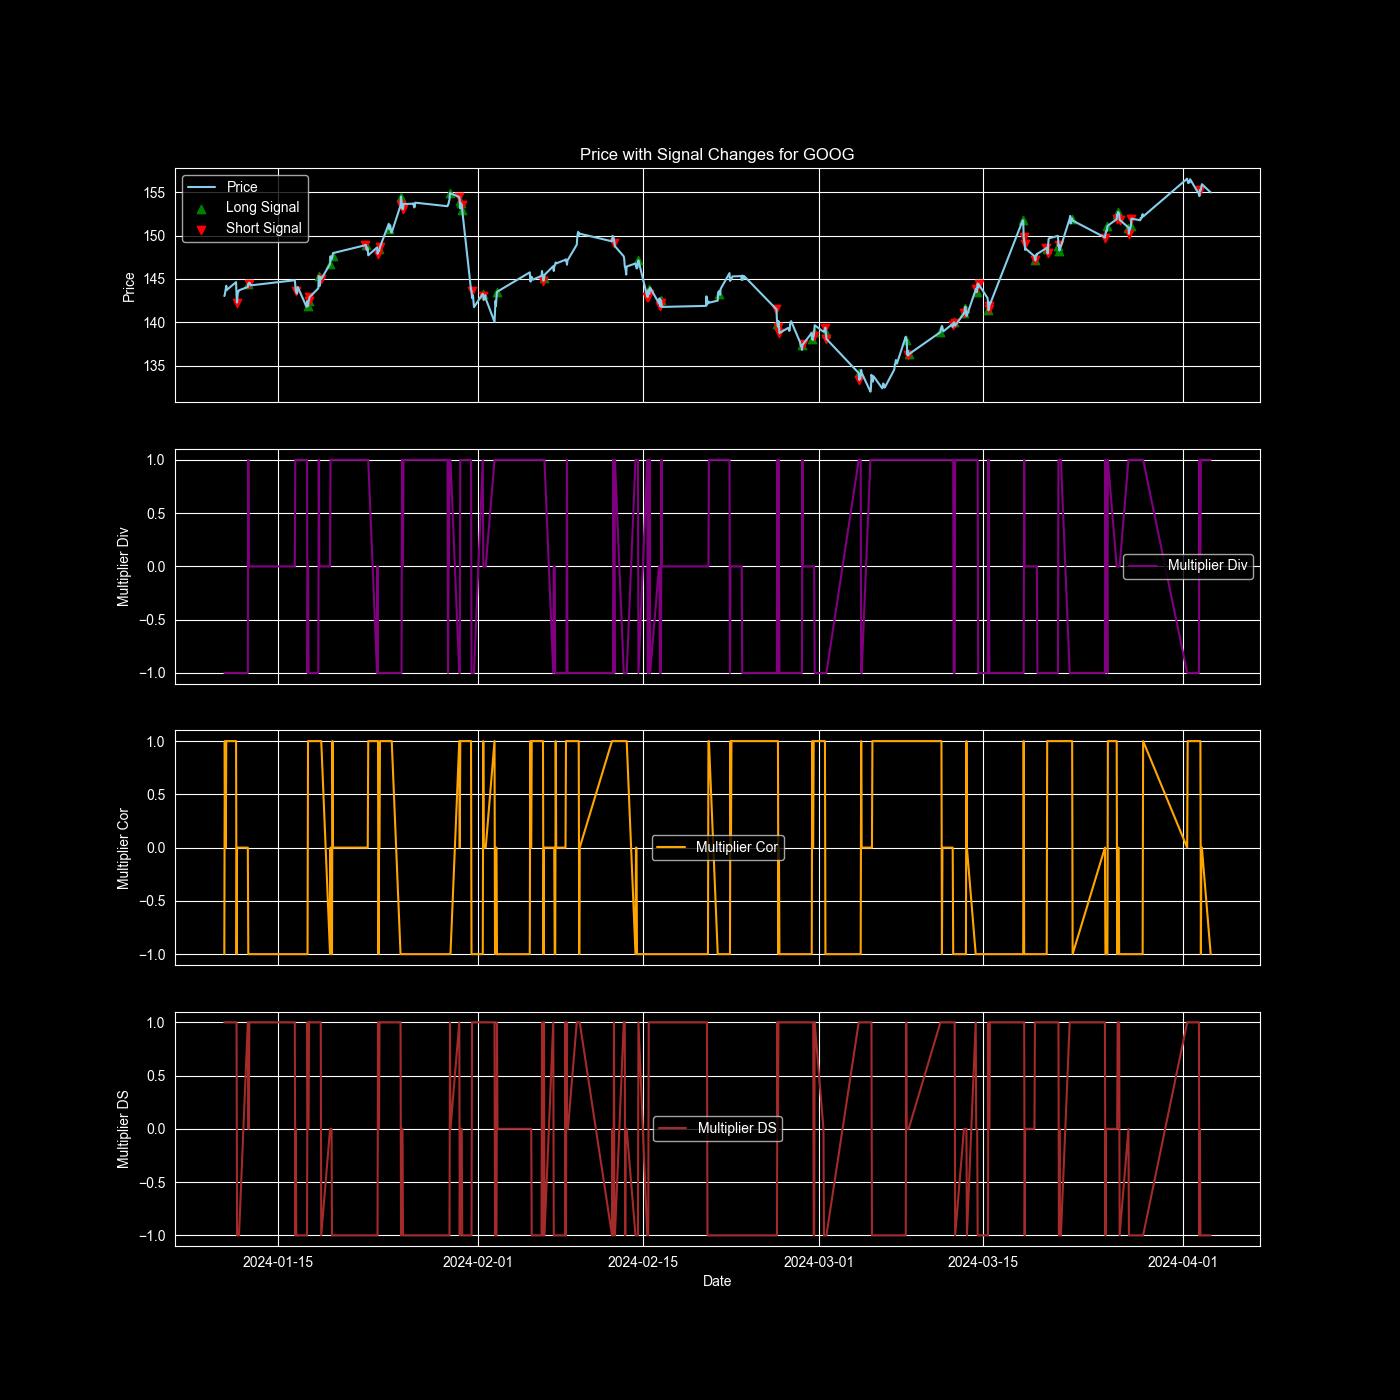 Price with Signal Changes for GOOG
Price
Long Signal
Short Signal
155
150
145
140
135
Price
1.0
0.5
0.0
−0.5
−1.0
Multiplier Div
Multiplier Div
1.0
0.5
0.0
−0.5
−1.0
Multiplier Cor
Multiplier Cor
1.0
0.5
0.0
−0.5
−1.0
Multiplier DS
Multiplier DS
2024-01-15 2024-02-01 2024-02-15 2024-03-01 2024-03-15 2024-04-01
Date